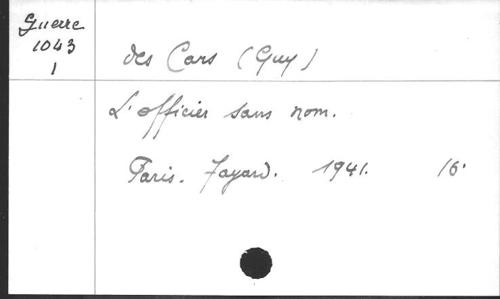 Guerre
1043
1
des Cars (Guy)
L'officier sans nom.
Paris. Fayard. 1941. 16°